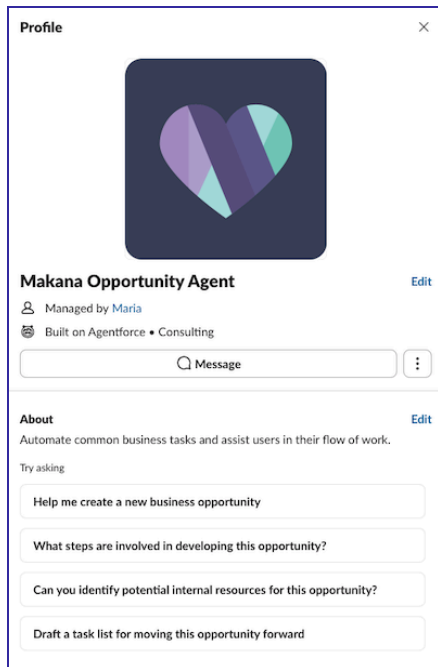 Profile
Makana Opportunity Agent
Edit
Managed by Maria
Built on Agentforce • Consulting
Message
About
Edit
Automate common business tasks and assist users in their flow of work.
Try asking
Help me create a new business opportunity
What steps are involved in developing this opportunity?
Can you identify potential internal resources for this opportunity?
Draft a task list for moving this opportunity forward